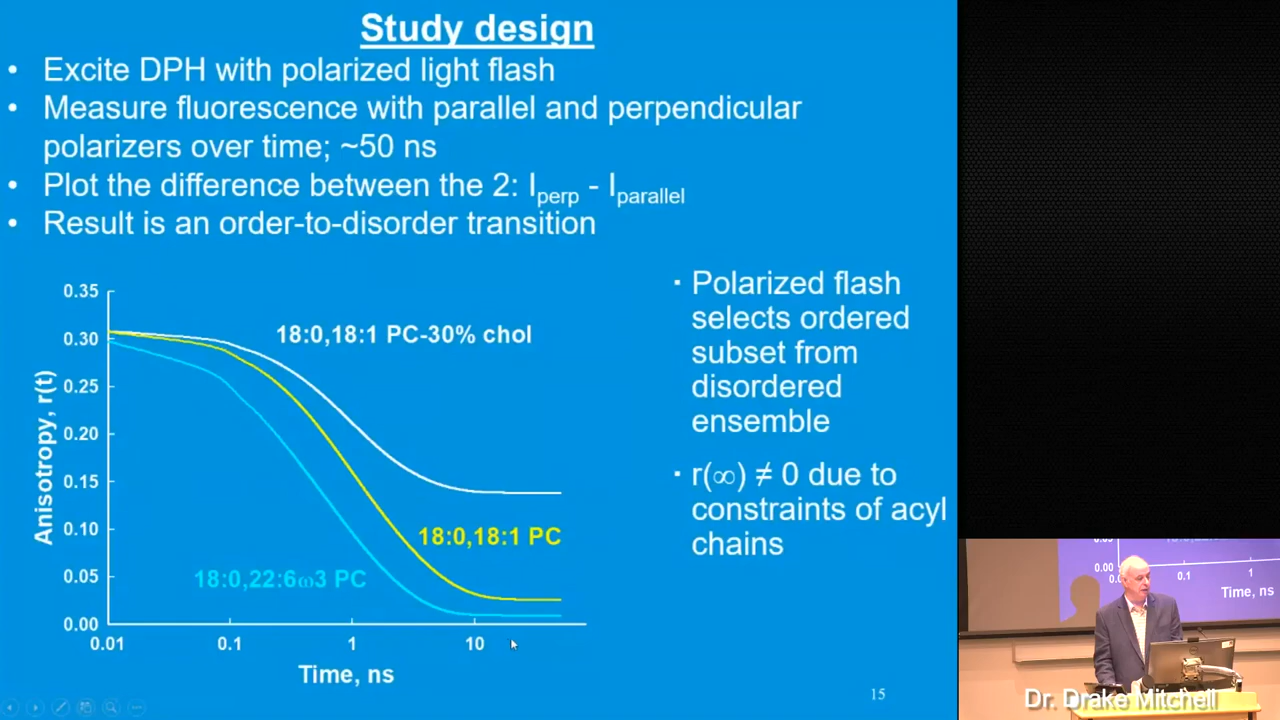 Study design
• Excite DPH with polarized light flash
• Measure fluorescence with parallel and perpendicular
polarizers over time; ~50 ns
• Plot the difference between the 2: Iperp - Iparallel
• Result is an order-to-disorder transition
▪ Polarized flash
selects ordered
subset from
disordered
ensemble
▪ r(∞) ≠ 0 due to
constraints of acyl
chains
0.35
0.30
0.25
0.20
0.15
0.10
0.05
0.00
Anisotropy, r(t)
18:0,18:1 PC-30% chol
18:0,18:1 PC
18:0,22:6ω3 PC
0.01 0.1 1 10
Time, ns
15
0.00
0.1 1
Time, ns
Dr. Drake Mitchell